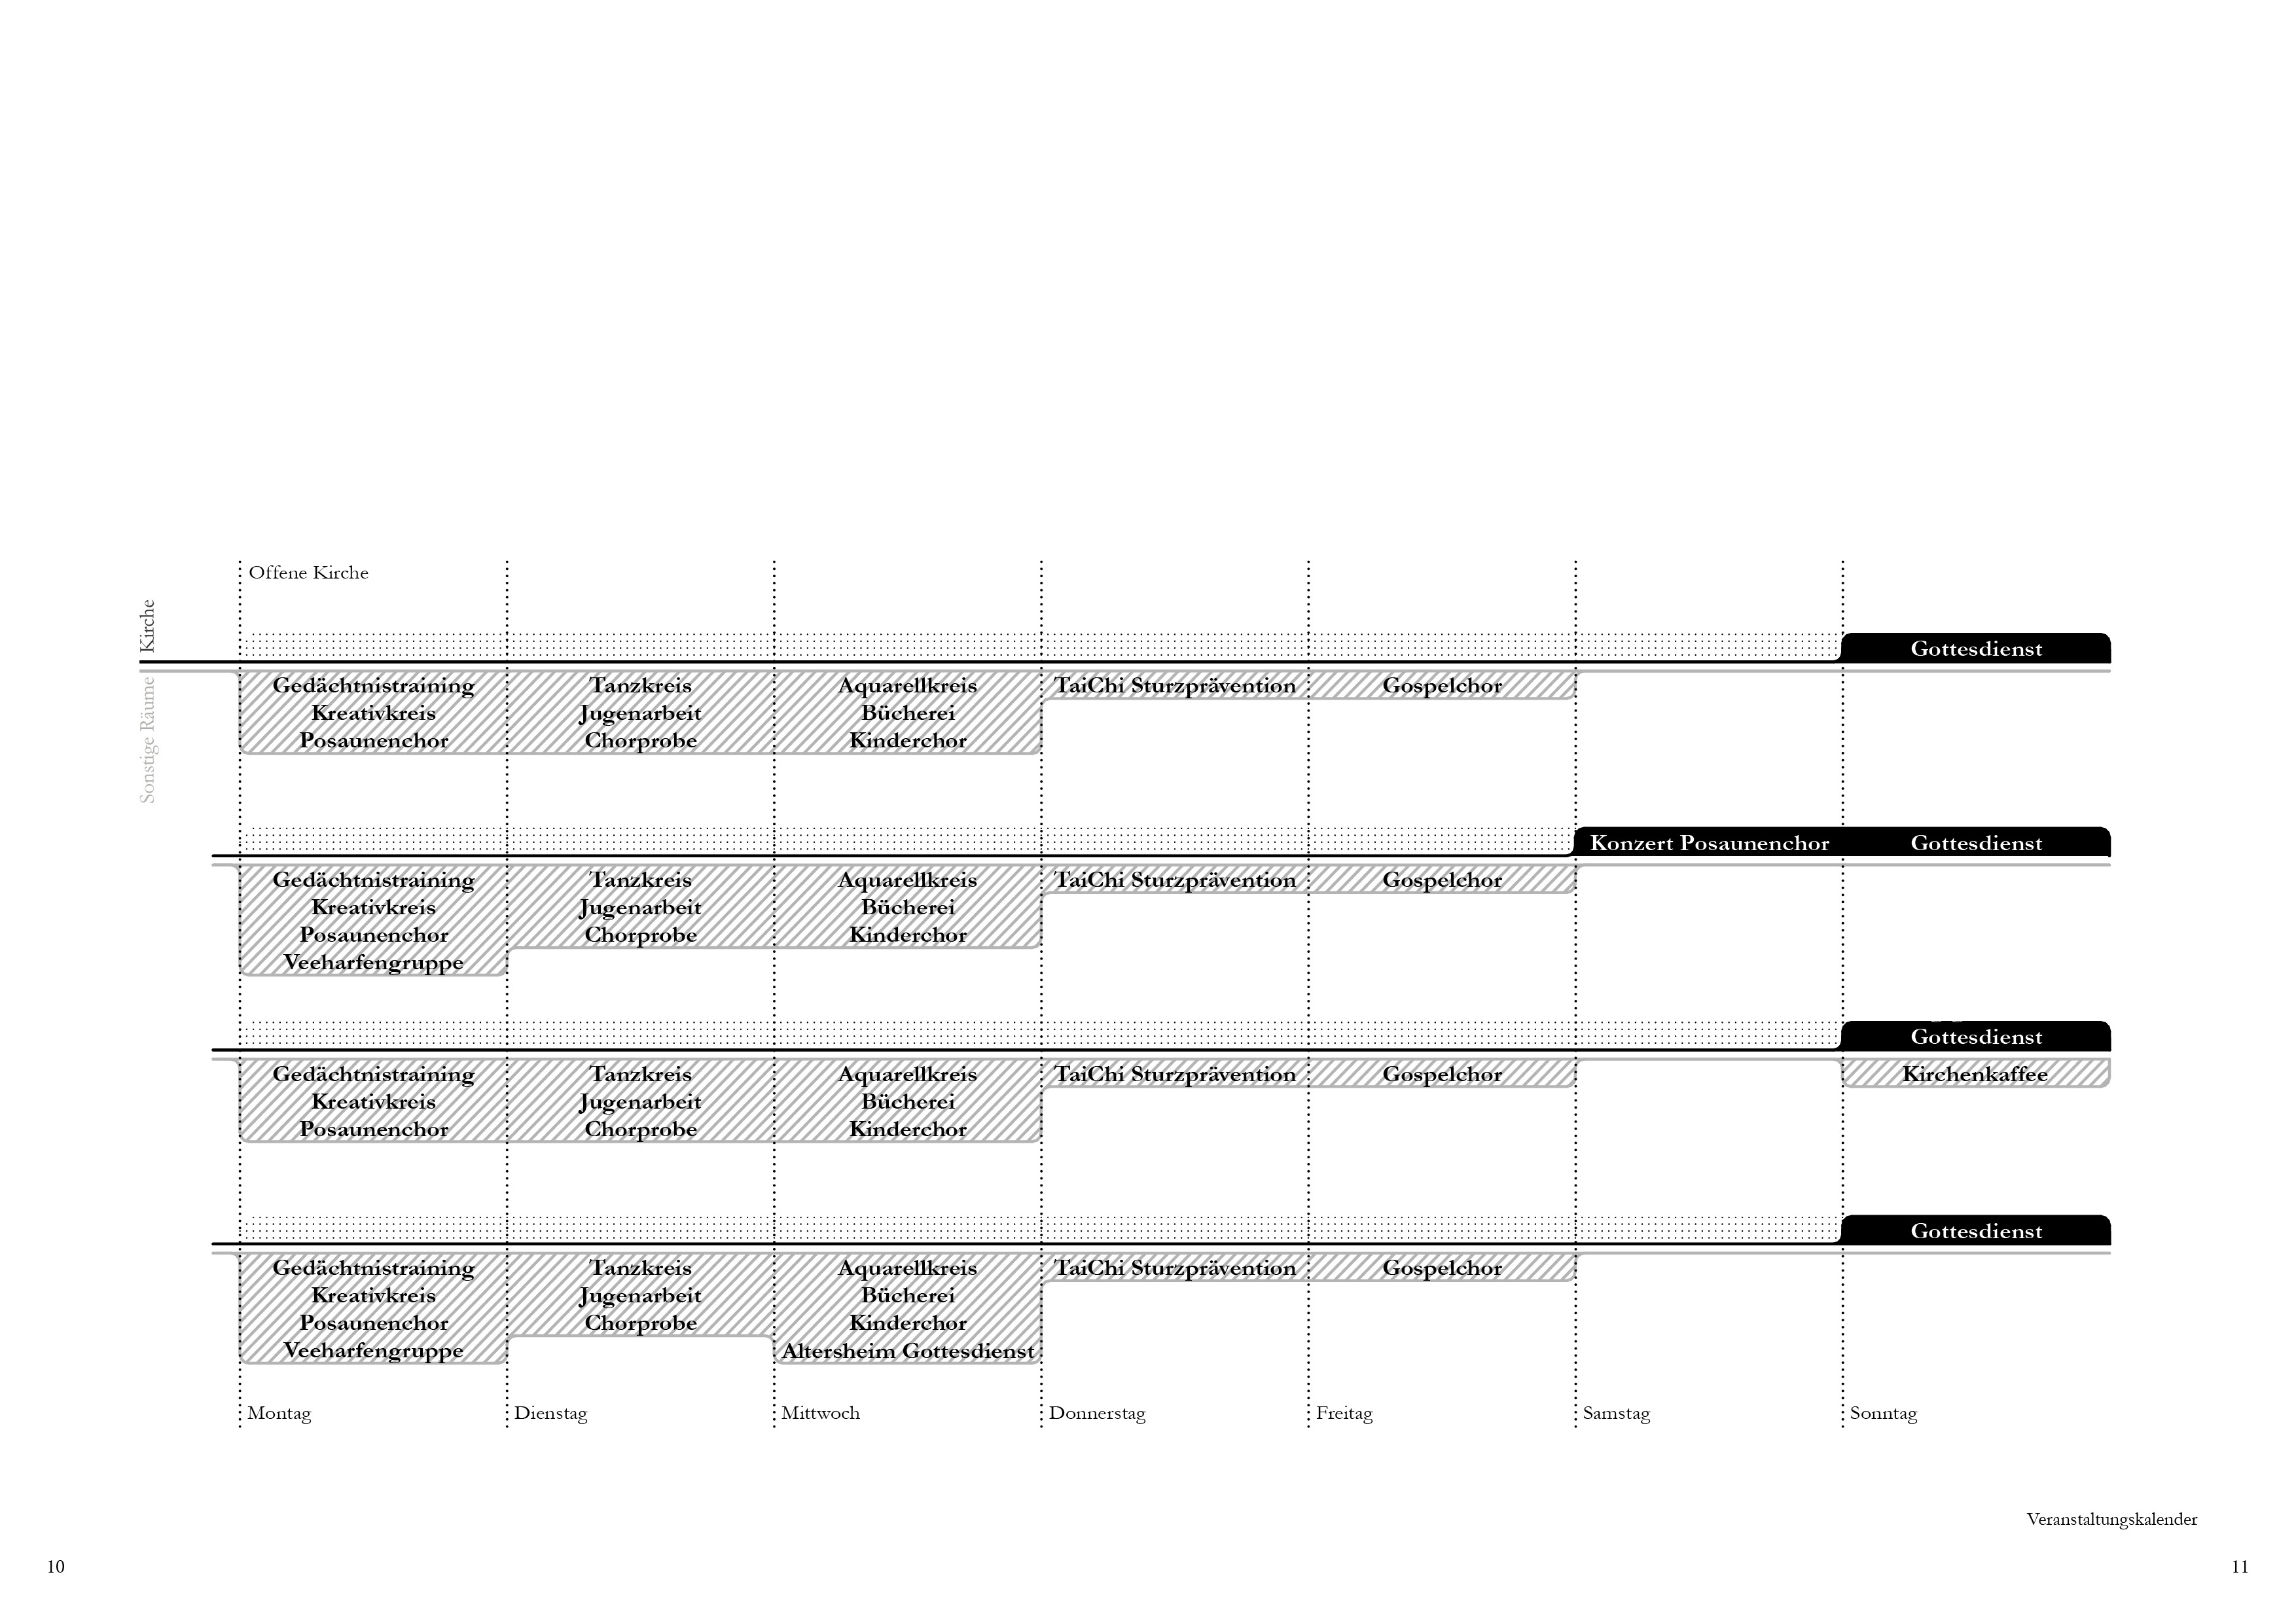 Offene Kirche
Kirche
Sonstige Räume
Gottesdienst
Gedächtnistraining
Kreativkreis
Posaunenchor
Tanzkreis
Jugenarbeit
Chorprobe
Aquarellkreis
Bücherei
Kinderchor
TaiChi Sturzprävention
Gospelchor
Konzert Posaunenchor
Gottesdienst
Gedächtnistraining
Kreativkreis
Posaunenchor
Veeharfengruppe
Tanzkreis
Jugenarbeit
Chorprobe
Aquarellkreis
Bücherei
Kinderchor
TaiChi Sturzprävention
Gospelchor
Gottesdienst
Gedächtnistraining
Kreativkreis
Posaunenchor
Tanzkreis
Jugenarbeit
Chorprobe
Aquarellkreis
Bücherei
Kinderchor
TaiChi Sturzprävention
Gospelchor
Kirchenkaffee
Gottesdienst
Gedächtnistraining
Kreativkreis
Posaunenchor
Veeharfengruppe
Tanzkreis
Jugenarbeit
Chorprobe
Aquarellkreis
Bücherei
Kinderchor
Altersheim Gottesdienst
TaiChi Sturzprävention
Gospelchor
Montag
Dienstag
Mittwoch
Donnerstag
Freitag
Samstag
Sonntag
Veranstaltungskalender
10
11